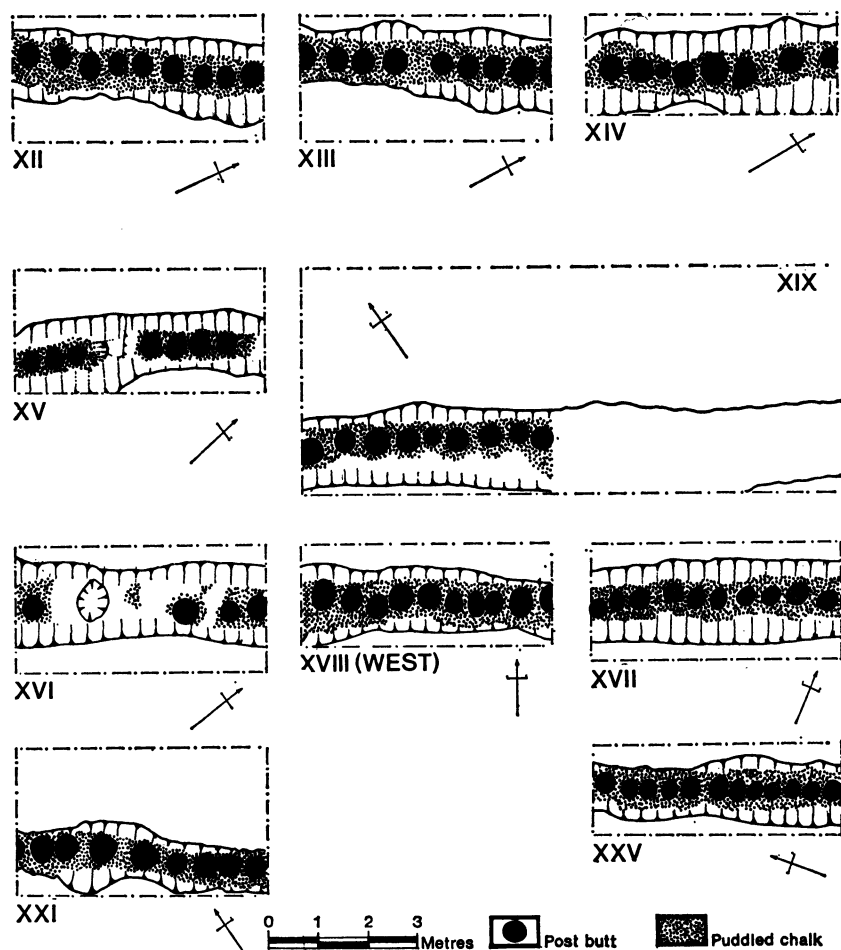 XII
XIII
XIV
XV
XIX
XVI
XVIII (WEST)
XVII
XXI
XXV
0 1 2 3
Metres
Post butt
Puddled chalk